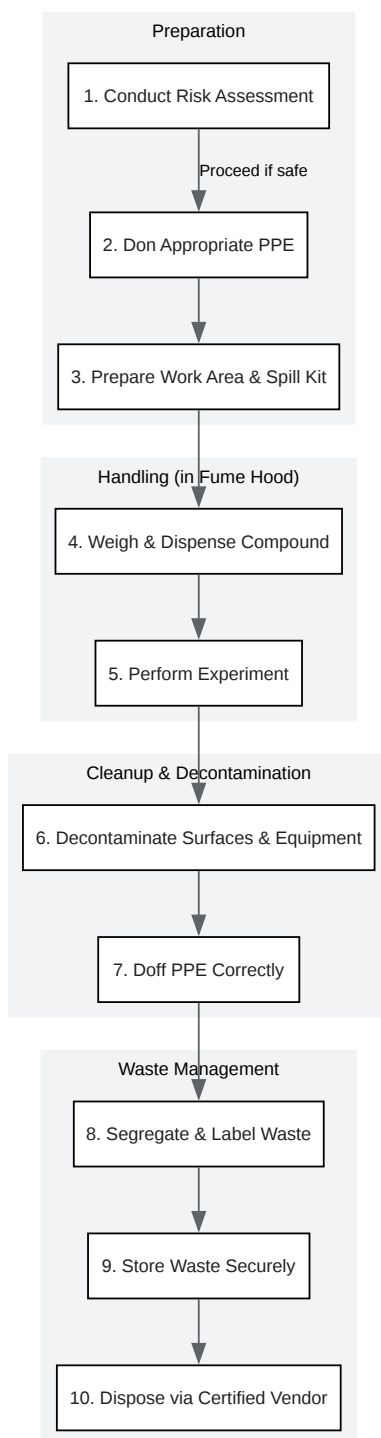 Preparation
1. Conduct Risk Assessment
Proceed if safe
2. Don Appropriate PPE
3. Prepare Work Area & Spill Kit
Handling (in Fume Hood)
4. Weigh & Dispense Compound
5. Perform Experiment
Cleanup & Decontamination
6. Decontaminate Surfaces & Equipment
7. Doff PPE Correctly
Waste Management
8. Segregate & Label Waste
9. Store Waste Securely
10. Dispose via Certified Vendor